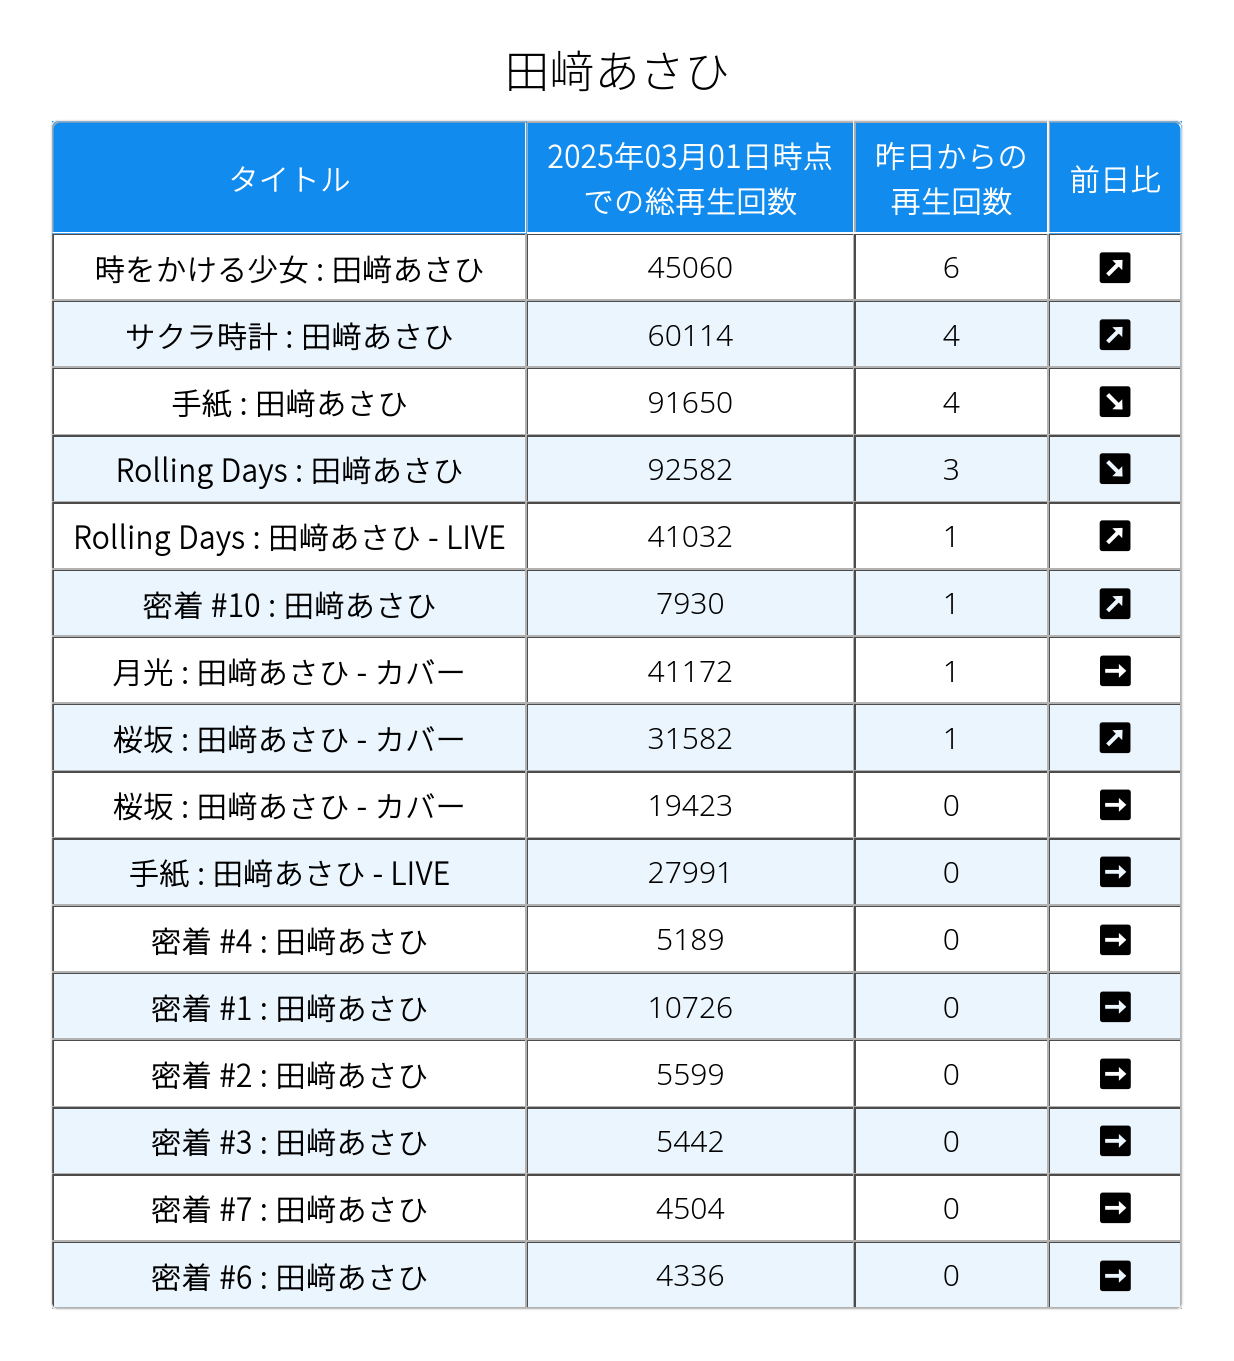 田﨑あさひ
タイトル
2025年03月01日時点
での総再生回数
昨日からの
再生回数
前日比
時をかける少女 : 田﨑あさひ 45060 6 ↗
サクラ時計 : 田﨑あさひ 60114 4 ↗
手紙 : 田﨑あさひ 91650 4 ↘
Rolling Days : 田﨑あさひ 92582 3 ↘
Rolling Days : 田﨑あさひ - LIVE 41032 1 ↗
密着 #10 : 田﨑あさひ 7930 1 ↗
月光 : 田﨑あさひ - カバー 41172 1 →
桜坂 : 田﨑あさひ - カバー 31582 1 ↗
桜坂 : 田﨑あさひ - カバー 19423 0 →
手紙 : 田﨑あさひ - LIVE 27991 0 →
密着 #4 : 田﨑あさひ 5189 0 →
密着 #1 : 田﨑あさひ 10726 0 →
密着 #2 : 田﨑あさひ 5599 0 →
密着 #3 : 田﨑あさひ 5442 0 →
密着 #7 : 田﨑あさひ 4504 0 →
密着 #6 : 田﨑あさひ 4336 0 →